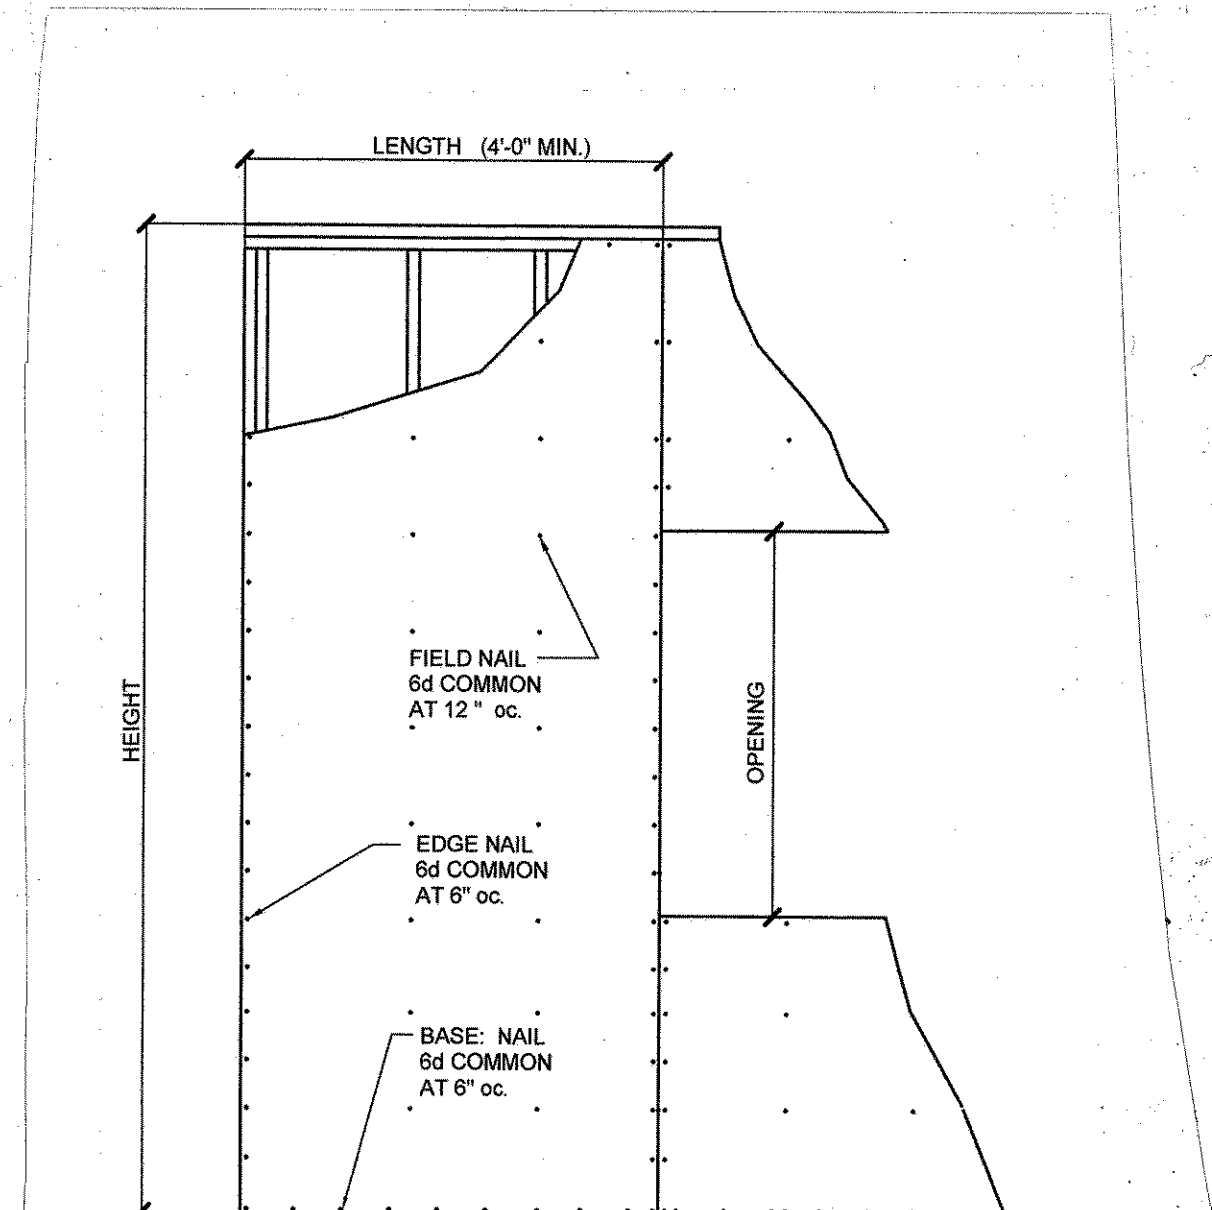 LENGTH (4'-0" MIN.)
HEIGHT
FIELD NAIL
6d COMMON
AT 12 " oc.
OPENING
EDGE NAIL
6d COMMON
AT 6" oc.
BASE: NAIL
6d COMMON
AT 6" oc.